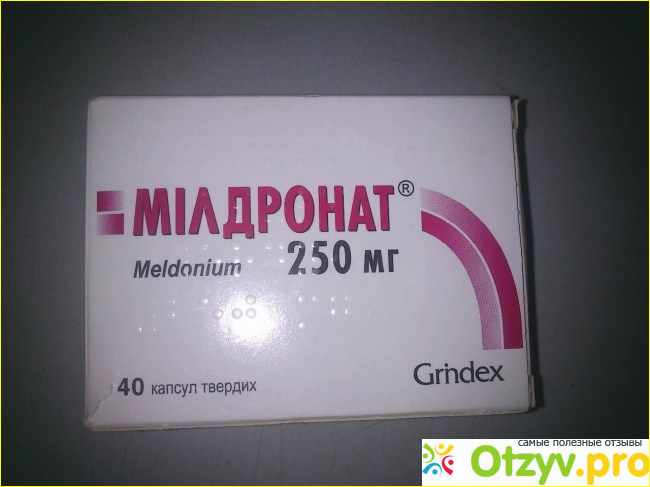 МІЛДРОНАТ®
Meldonium 250 мг
40 капсул твердих
Grindex
самые полезные отзывы
Otzyv.pro